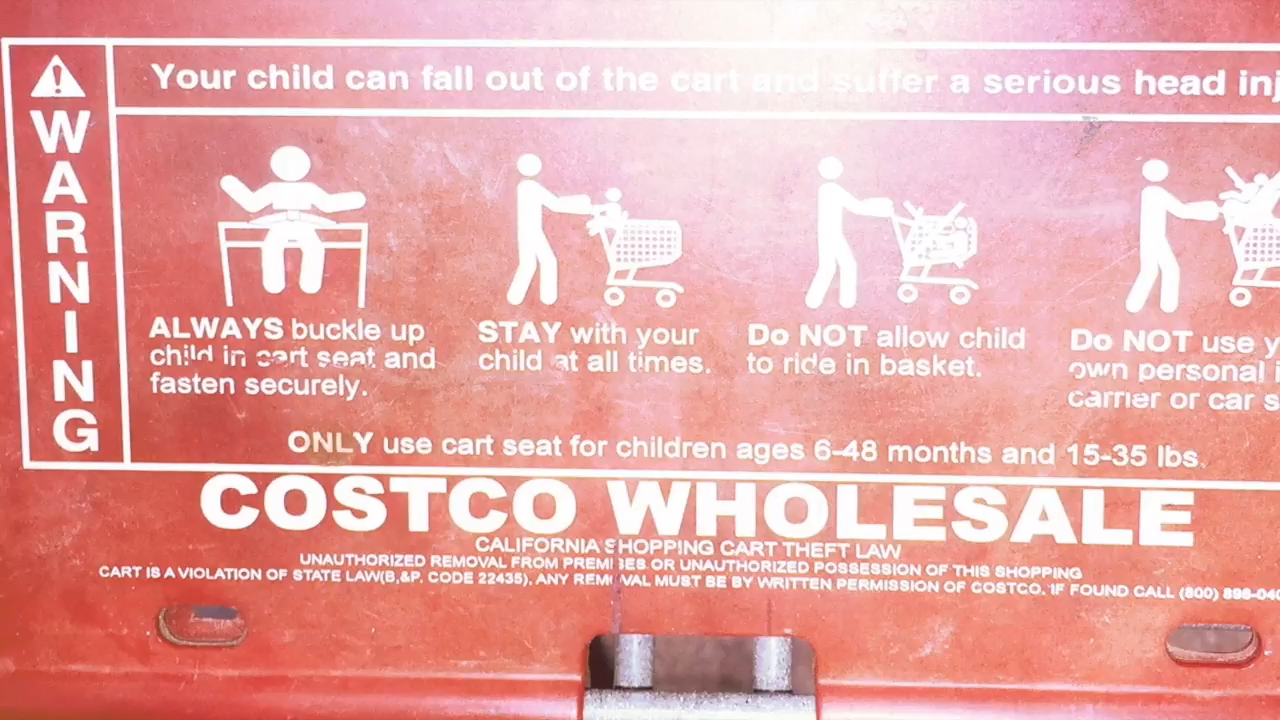 WARNING
Your child can fall out of the cart and suffer a serious head inj
ALWAYS buckle up
child in cart seat and
fasten securely.
STAY with your
child at all times.
Do NOT allow child
to ride in basket.
Do NOT use y
own personal i
carrier or car s
ONLY use cart seat for children ages 6-48 months and 15-35 lbs.
COSTCO WHOLESALE
CALIFORNIA SHOPPING CART THEFT LAW
UNAUTHORIZED REMOVAL FROM PREMISES OR UNAUTHORIZED POSSESSION OF THIS SHOPPING
CART IS A VIOLATION OF STATE LAW(B,&P. CODE 22435), ANY REMOVAL MUST BE BY WRITTEN PERMISSION OF COSTCO. IF FOUND CALL (800)